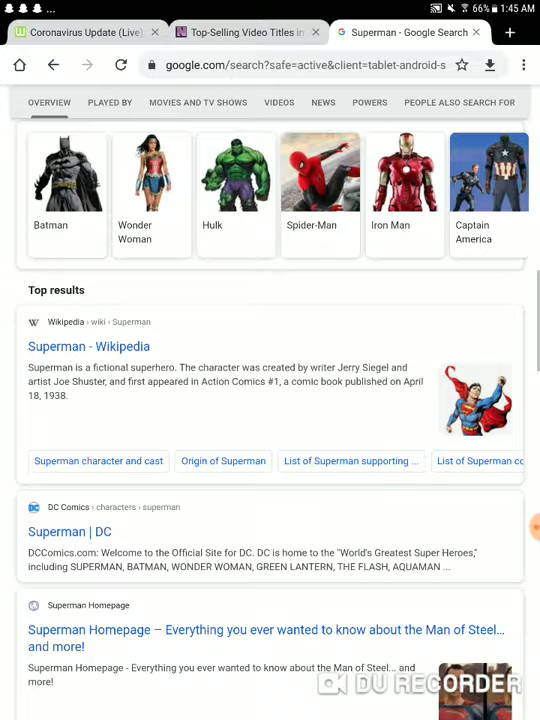 ... 66% 1:45 AM
Coronavirus Update (Live)
Top-Selling Video Titles in
Superman - Google Search
google.com/search?safe=active&client=tablet-android-s
OVERVIEW PLAYED BY MOVIES AND TV SHOWS VIDEOS NEWS POWERS PEOPLE ALSO SEARCH FOR
Batman
Wonder
Woman
Hulk
Spider-Man
Iron Man
Captain
America
Top results
W Wikipedia › wiki › Superman
Superman - Wikipedia
Superman is a fictional superhero. The character was created by writer Jerry Siegel and
artist Joe Shuster, and first appeared in Action Comics #1, a comic book published on April
18, 1938.
Superman character and cast
Origin of Superman
List of Superman supporting ...
List of Superman co
DC DC Comics › characters › superman
Superman | DC
DCComics.com: Welcome to the Official Site for DC. DC is home to the "World's Greatest Super Heroes,"
including SUPERMAN, BATMAN, WONDER WOMAN, GREEN LANTERN, THE FLASH, AQUAMAN ...
Superman Homepage
Superman Homepage – Everything you ever wanted to know about the Man of Steel...
and more!
Superman Homepage - Everything you ever wanted to know about the Man of Steel... and
more!
DU RECORDER